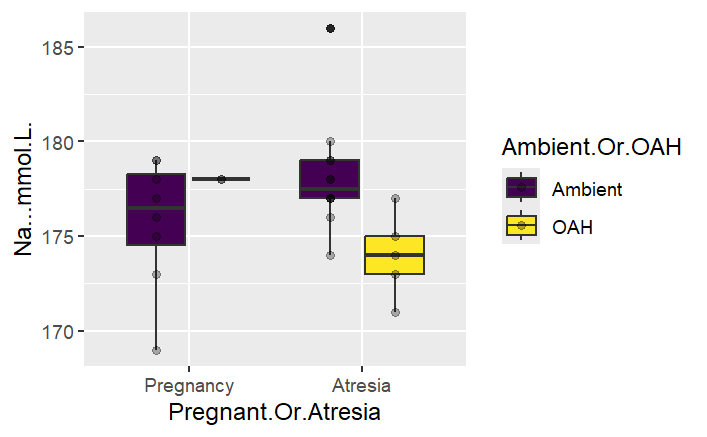 185
180
175
170
Na...mmol.L.
Pregnancy
Atresia
Pregnant.Or.Atresia
Ambient.Or.OAH
Ambient
OAH